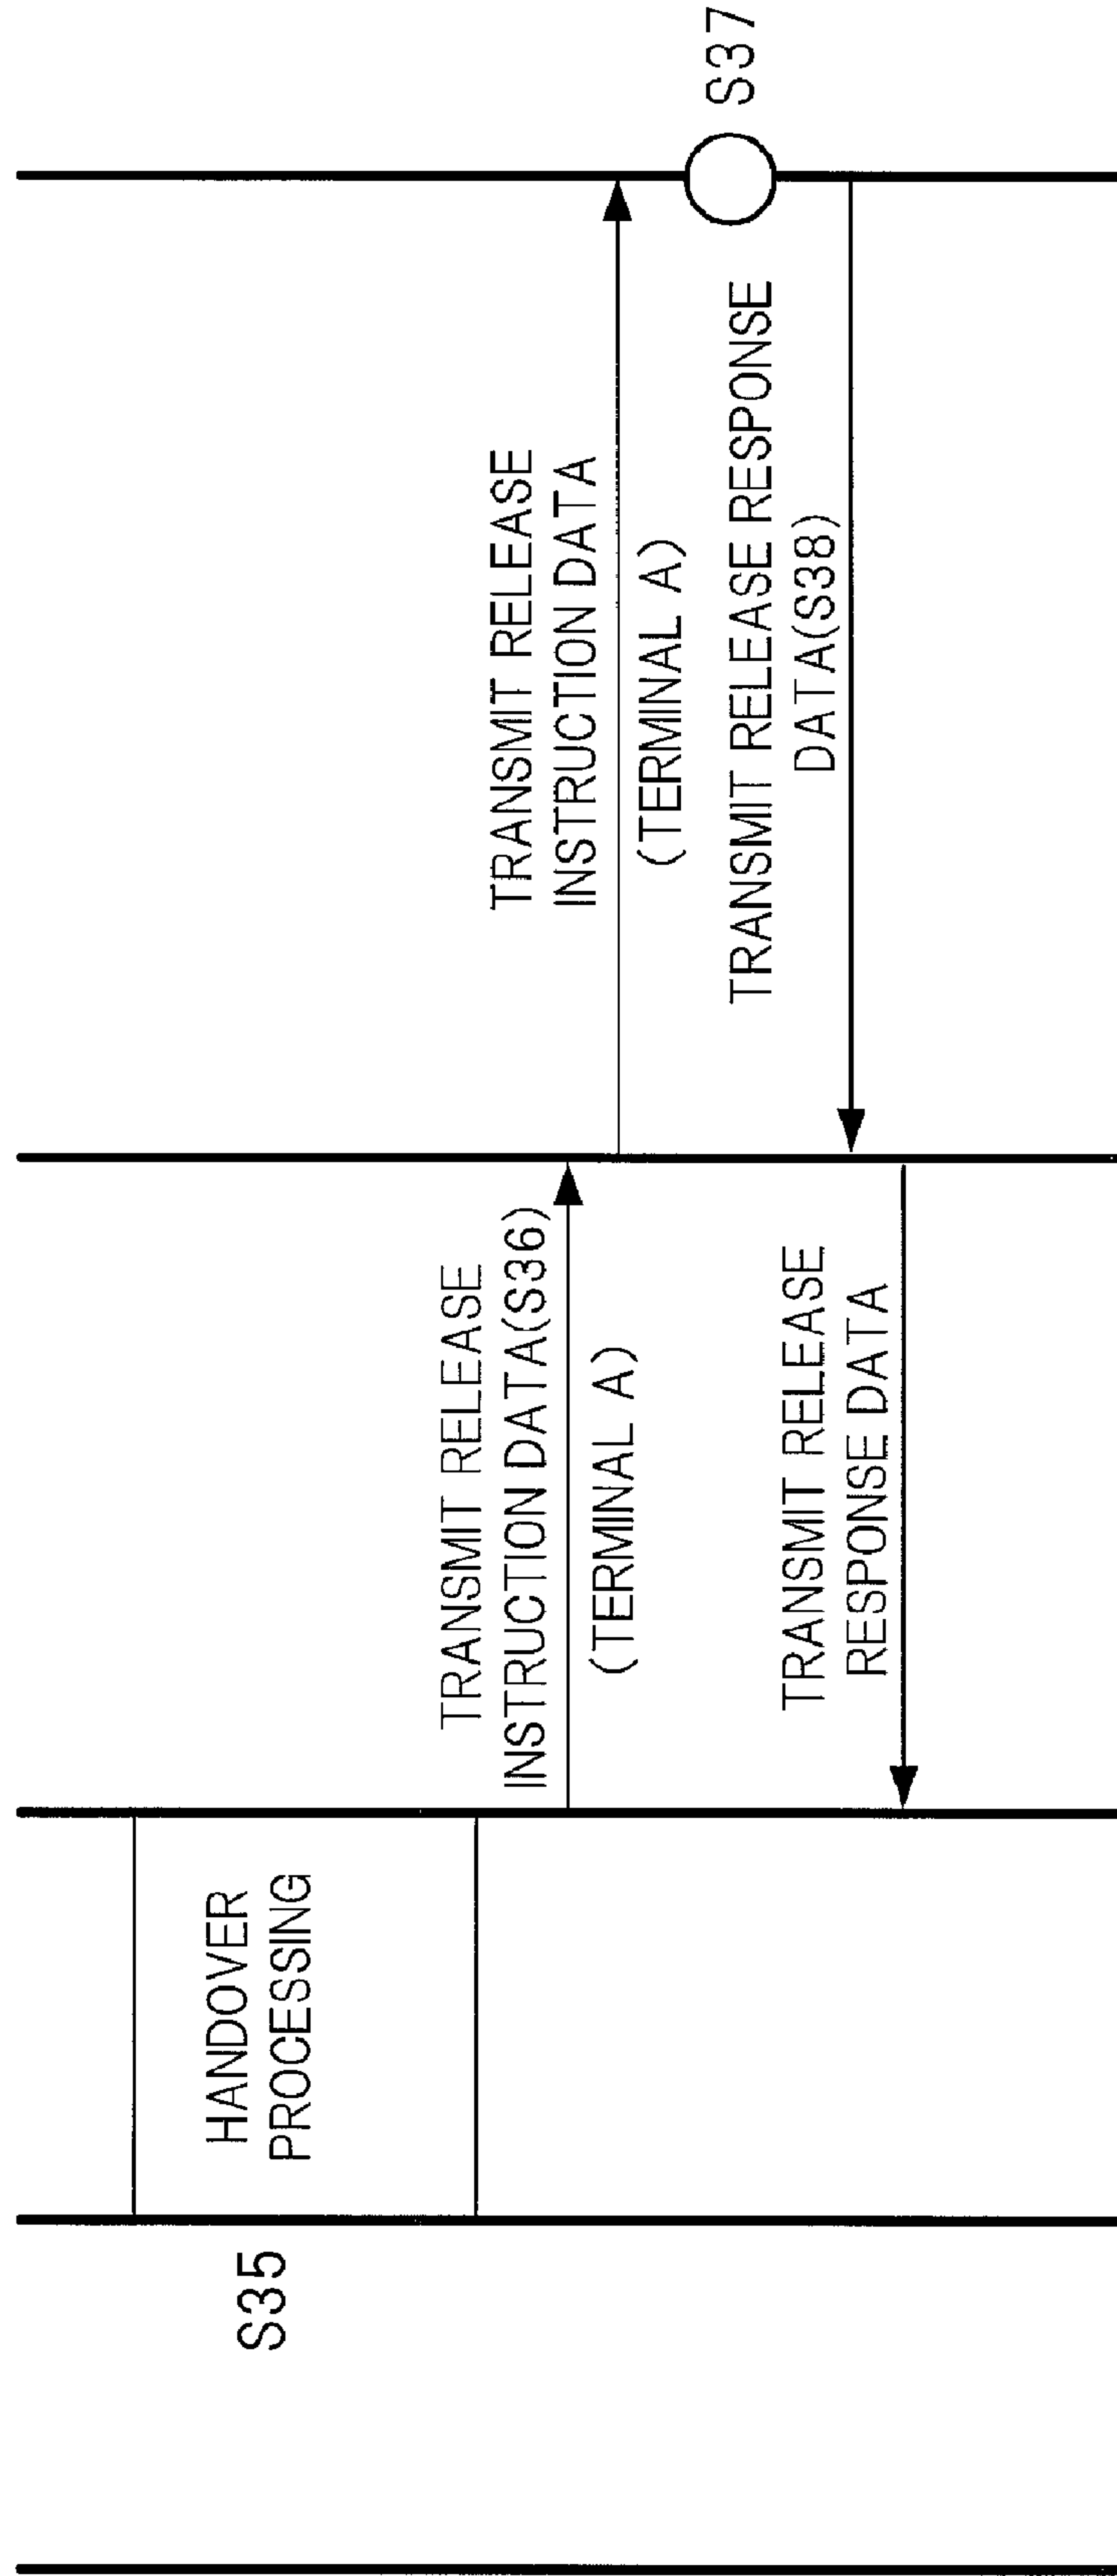 S35
HANDOVER
PROCESSING
TRANSMIT RELEASE
INSTRUCTION DATA(S36)
(TERMINAL A)
TRANSMIT RELEASE
INSTRUCTION DATA
(TERMINAL A)
S37
TRANSMIT RELEASE RESPONSE
DATA(S38)
TRANSMIT RELEASE
RESPONSE DATA